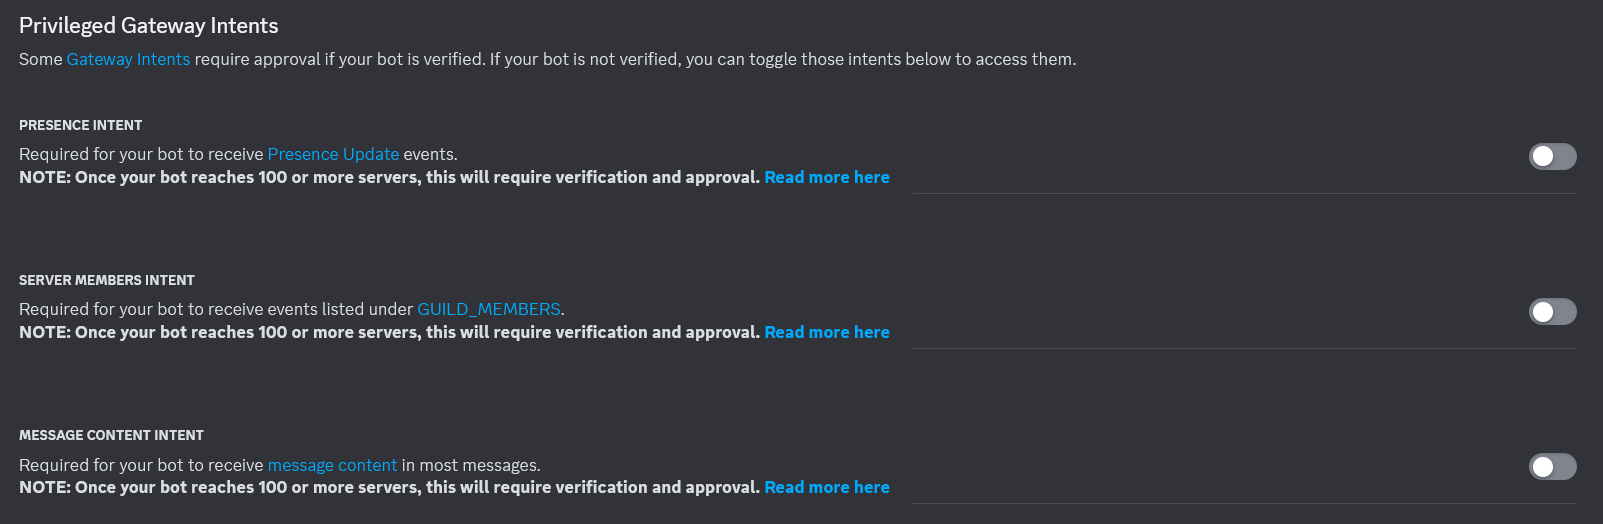 Privileged Gateway Intents
Some Gateway Intents require approval if your bot is verified. If your bot is not verified, you can toggle those intents below to access them.
PRESENCE INTENT
Required for your bot to receive Presence Update events.
NOTE: Once your bot reaches 100 or more servers, this will require verification and approval. Read more here
SERVER MEMBERS INTENT
Required for your bot to receive events listed under GUILD_MEMBERS.
NOTE: Once your bot reaches 100 or more servers, this will require verification and approval. Read more here
MESSAGE CONTENT INTENT
Required for your bot to receive message content in most messages.
NOTE: Once your bot reaches 100 or more servers, this will require verification and approval. Read more here